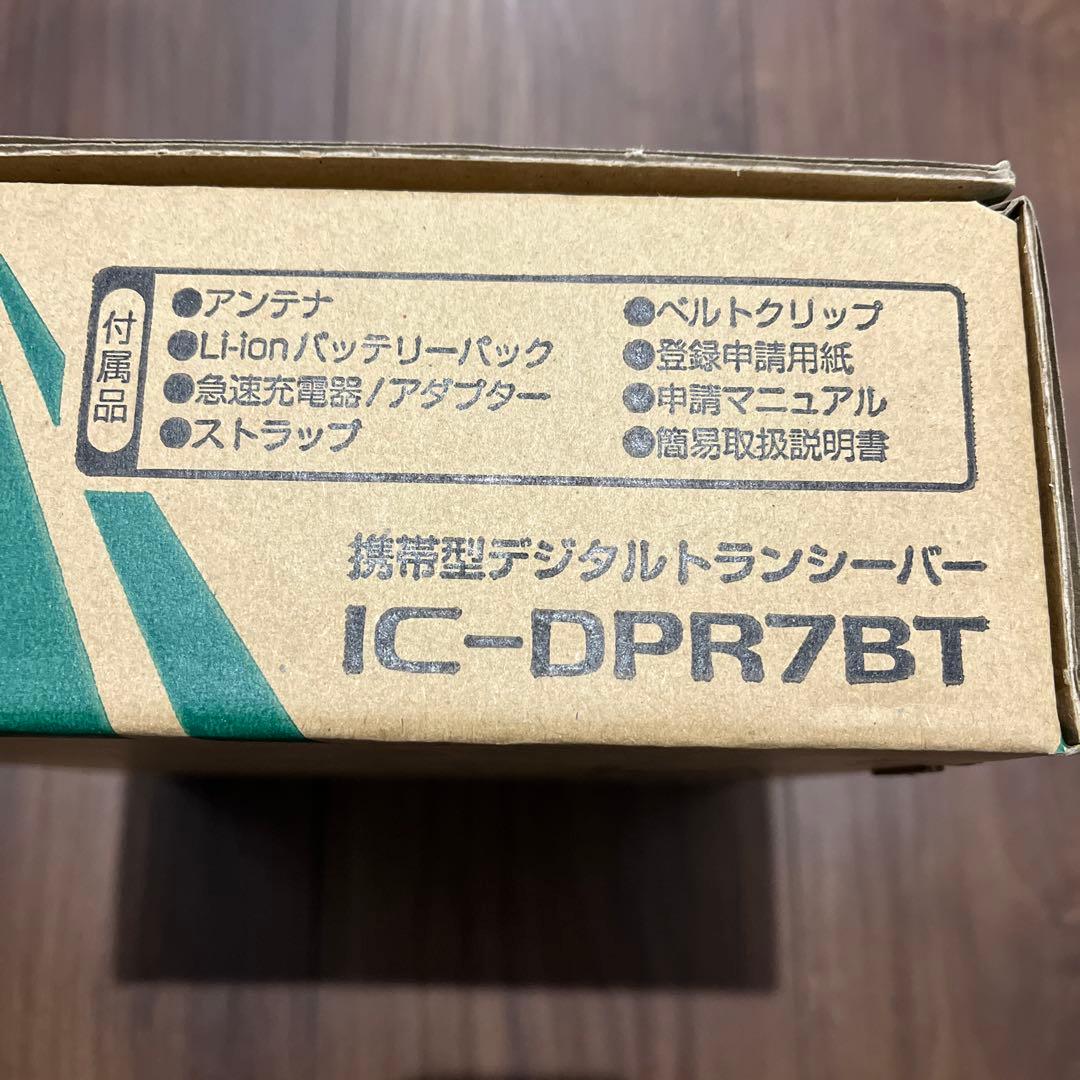 付属品
●アンテナ
●Li-ionバッテリーパック
●急速充電器/アダプター
●ストラップ
●ベルトクリップ
●登録申請用紙
●申請マニュアル
●簡易取扱説明書
携帯型デジタルトランシーバー
IC-DPR7BT